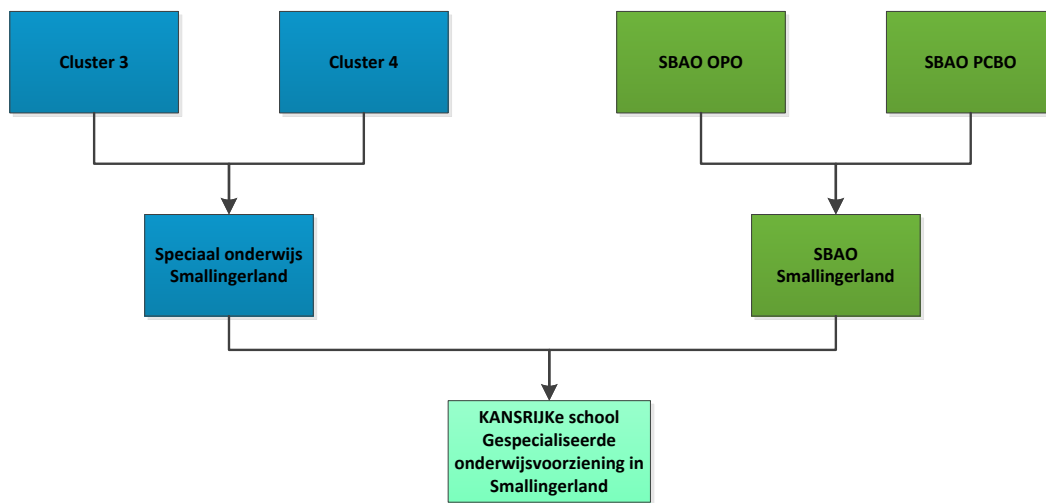 Cluster 3
Cluster 4
SBAO OPO
SBAO PCBO
Speciaal onderwijs
Smallingerland
SBAO
Smallingerland
KANSRIJKe school
Gespecialiseerde
onderwijsvoorziening in
Smallingerland